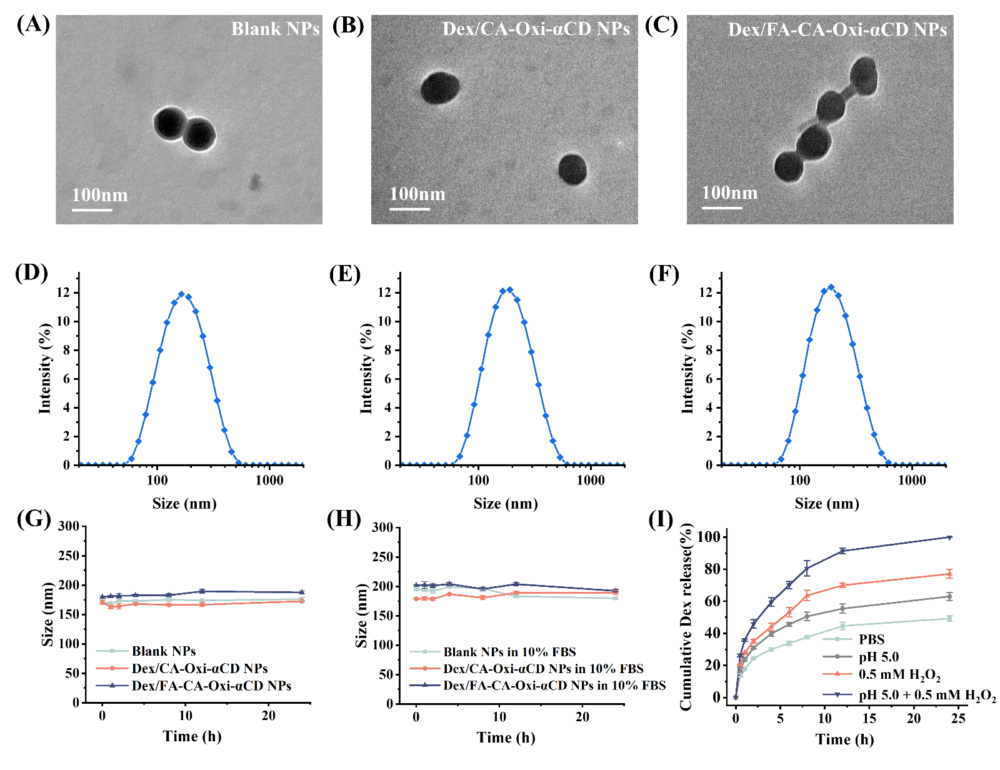 (A)
Blank NPs
100nm
(B)
Dex/CA-Oxi-αCD NPs
100nm
(C)
Dex/FA-CA-Oxi-αCD NPs
100nm
(D)
Intensity (%)
12
10
8
6
4
2
0
100 1000
Size (nm)
(E)
Intensity (%)
12
10
8
6
4
2
0
100 1000
Size (nm)
(F)
Intensity (%)
12
10
8
6
4
2
0
100 1000
Size (nm)
(G)
Size (nm)
300
250
200
150
100
50
0
Blank NPs
Dex/CA-Oxi-αCD NPs
Dex/FA-CA-Oxi-αCD NPs
0 10 20
Time (h)
(H)
Size (nm)
300
250
200
150
100
50
0
Blank NPs in 10% FBS
Dex/CA-Oxi-αCD NPs in 10% FBS
Dex/FA-CA-Oxi-αCD NPs in 10% FBS
0 10 20
Time (h)
(I)
Cumulative Dex release(%)
100
80
60
40
20
0
PBS
pH 5.0
0.5 mM H₂O₂
pH 5.0 + 0.5 mM H₂O₂
0 5 10 15 20 25
Time (h)